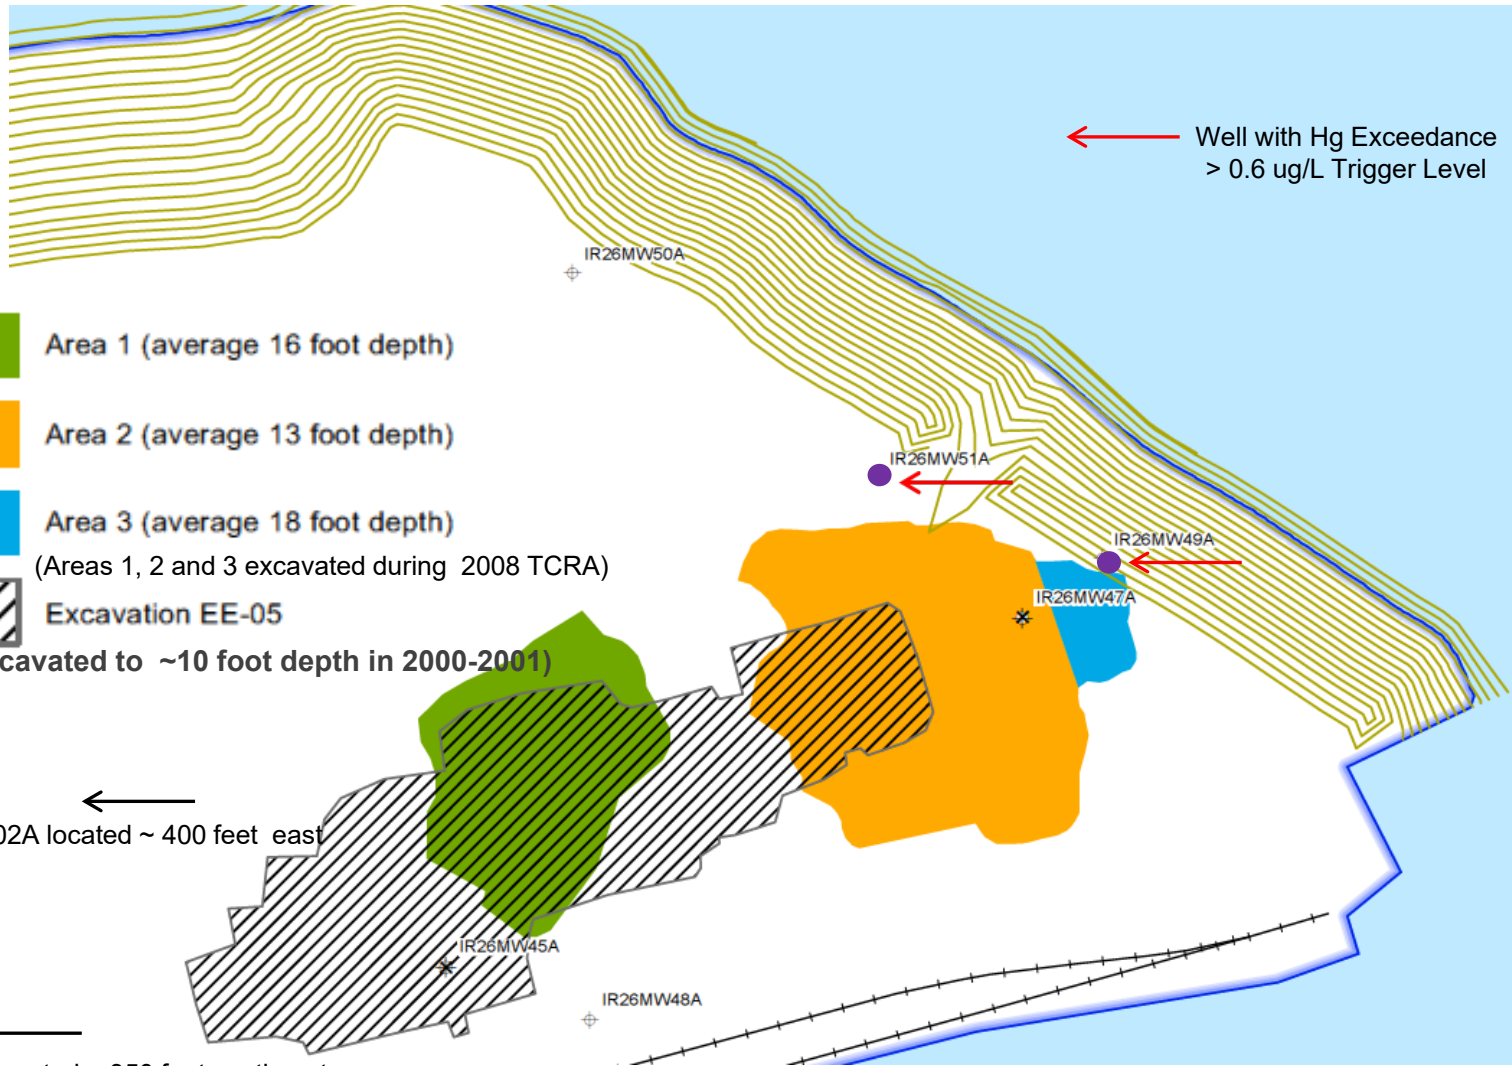 Well with Hg Exceedance
> 0.6 ug/L Trigger Level
IR26MW50A
Area 1 (average 16 foot depth)
Area 2 (average 13 foot depth)
IR26MW51A
Area 3 (average 18 foot depth)
IR26MW49A
(Areas 1, 2 and 3 excavated during 2008 TCRA)
IR26MW47A
Excavation EE-05
cavated to ~10 foot depth in 2000-2001)
02A located ~ 400 feet east
IR26MW45A
IR26MW48A